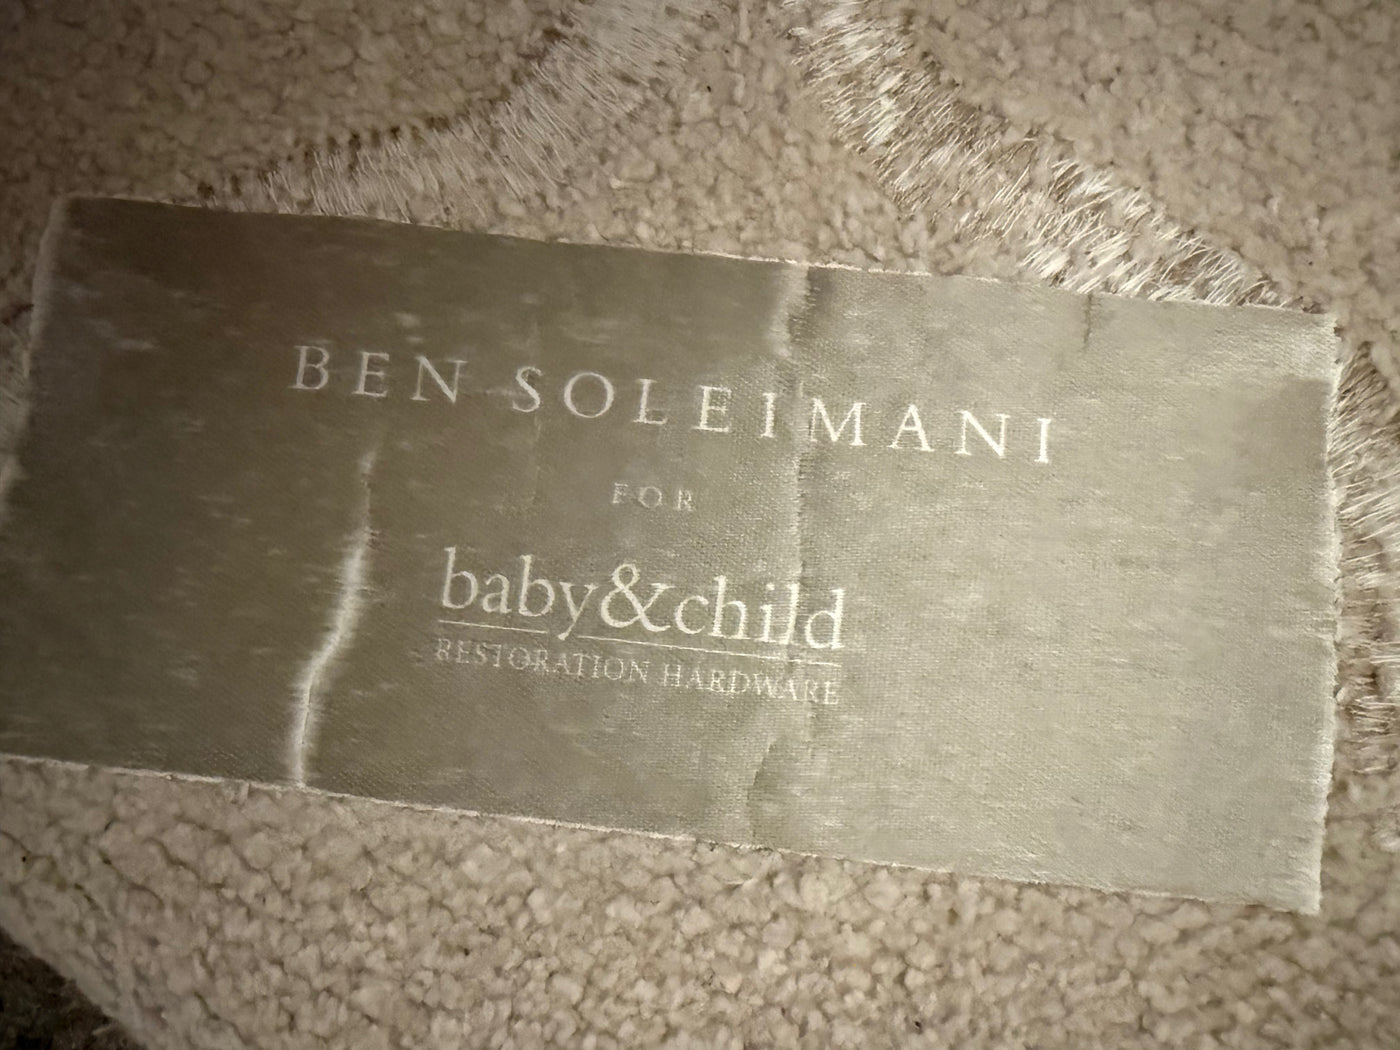 BEN SOLEIMANI
FOR
baby&child
RESTORATION HARDWARE